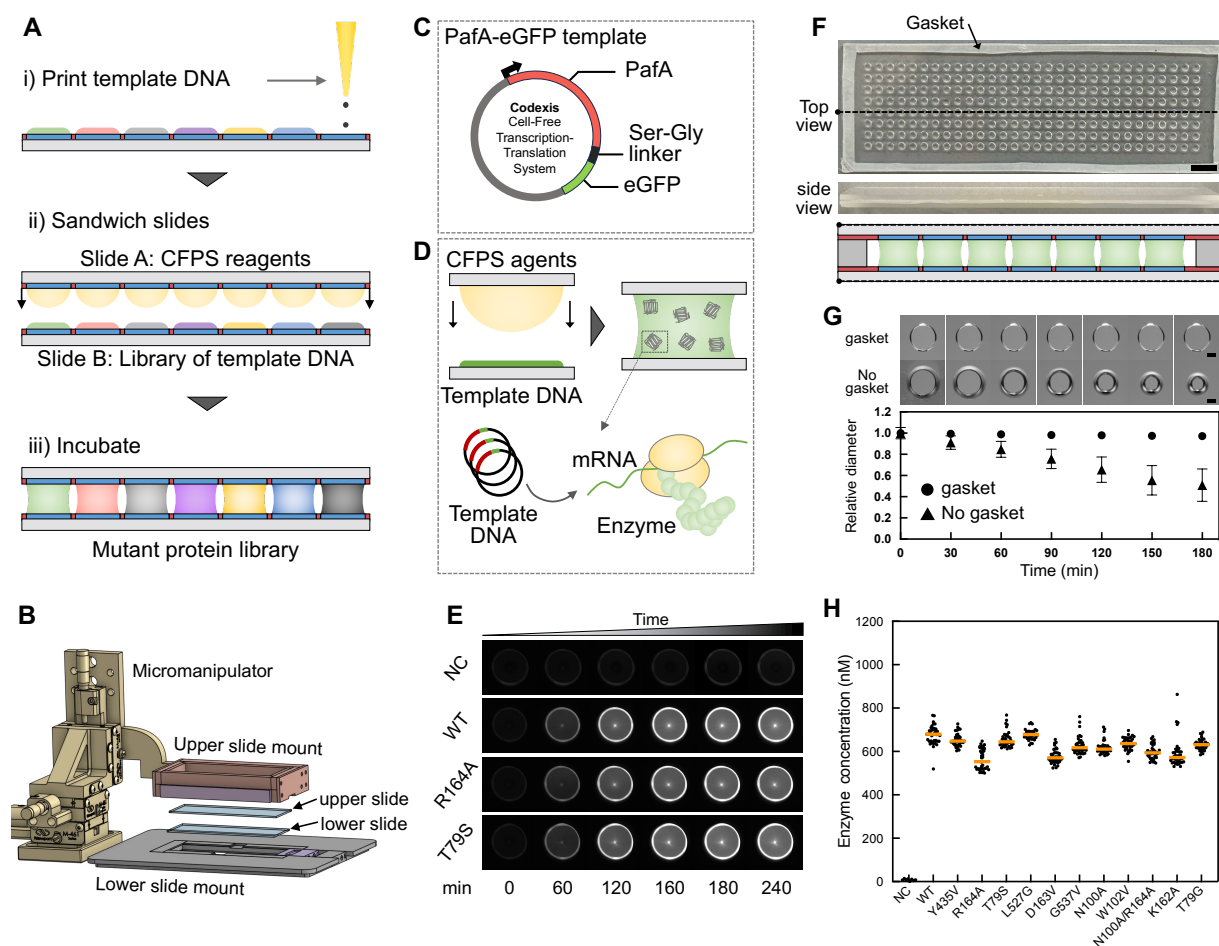 A
i) Print template DNA
ii) Sandwich slides
Slide A: CFPS reagents
Slide B: Library of template DNA
iii) Incubate
Mutant protein library
B
Micromanipulator
Upper slide mount
upper slide
lower slide
Lower slide mount
C
PafA-eGFP template
PafA
Codexis
Cell-Free
Transcription-
Translation
System
Ser-Gly
linker
eGFP
D
CFPS agents
Template DNA
mRNA
Template
DNA
Enzyme
E
Time
NC
WT
R164A
T79S
min 0 60 120 160 180 240
F
Gasket
Top
view
side
view
G
gasket
No
gasket
Relative diameter
1.2
1.0
0.8
0.6
0.4
0.2
0.0
gasket
No gasket
0 30 60 90 120 150 180
Time (min)
H
Enzyme concentration (nM)
1200
1000
800
600
400
200
0
NC WT Y435V R164A T79S L527G D163V G537V N100A W102V N100A/R164A K162A T79G